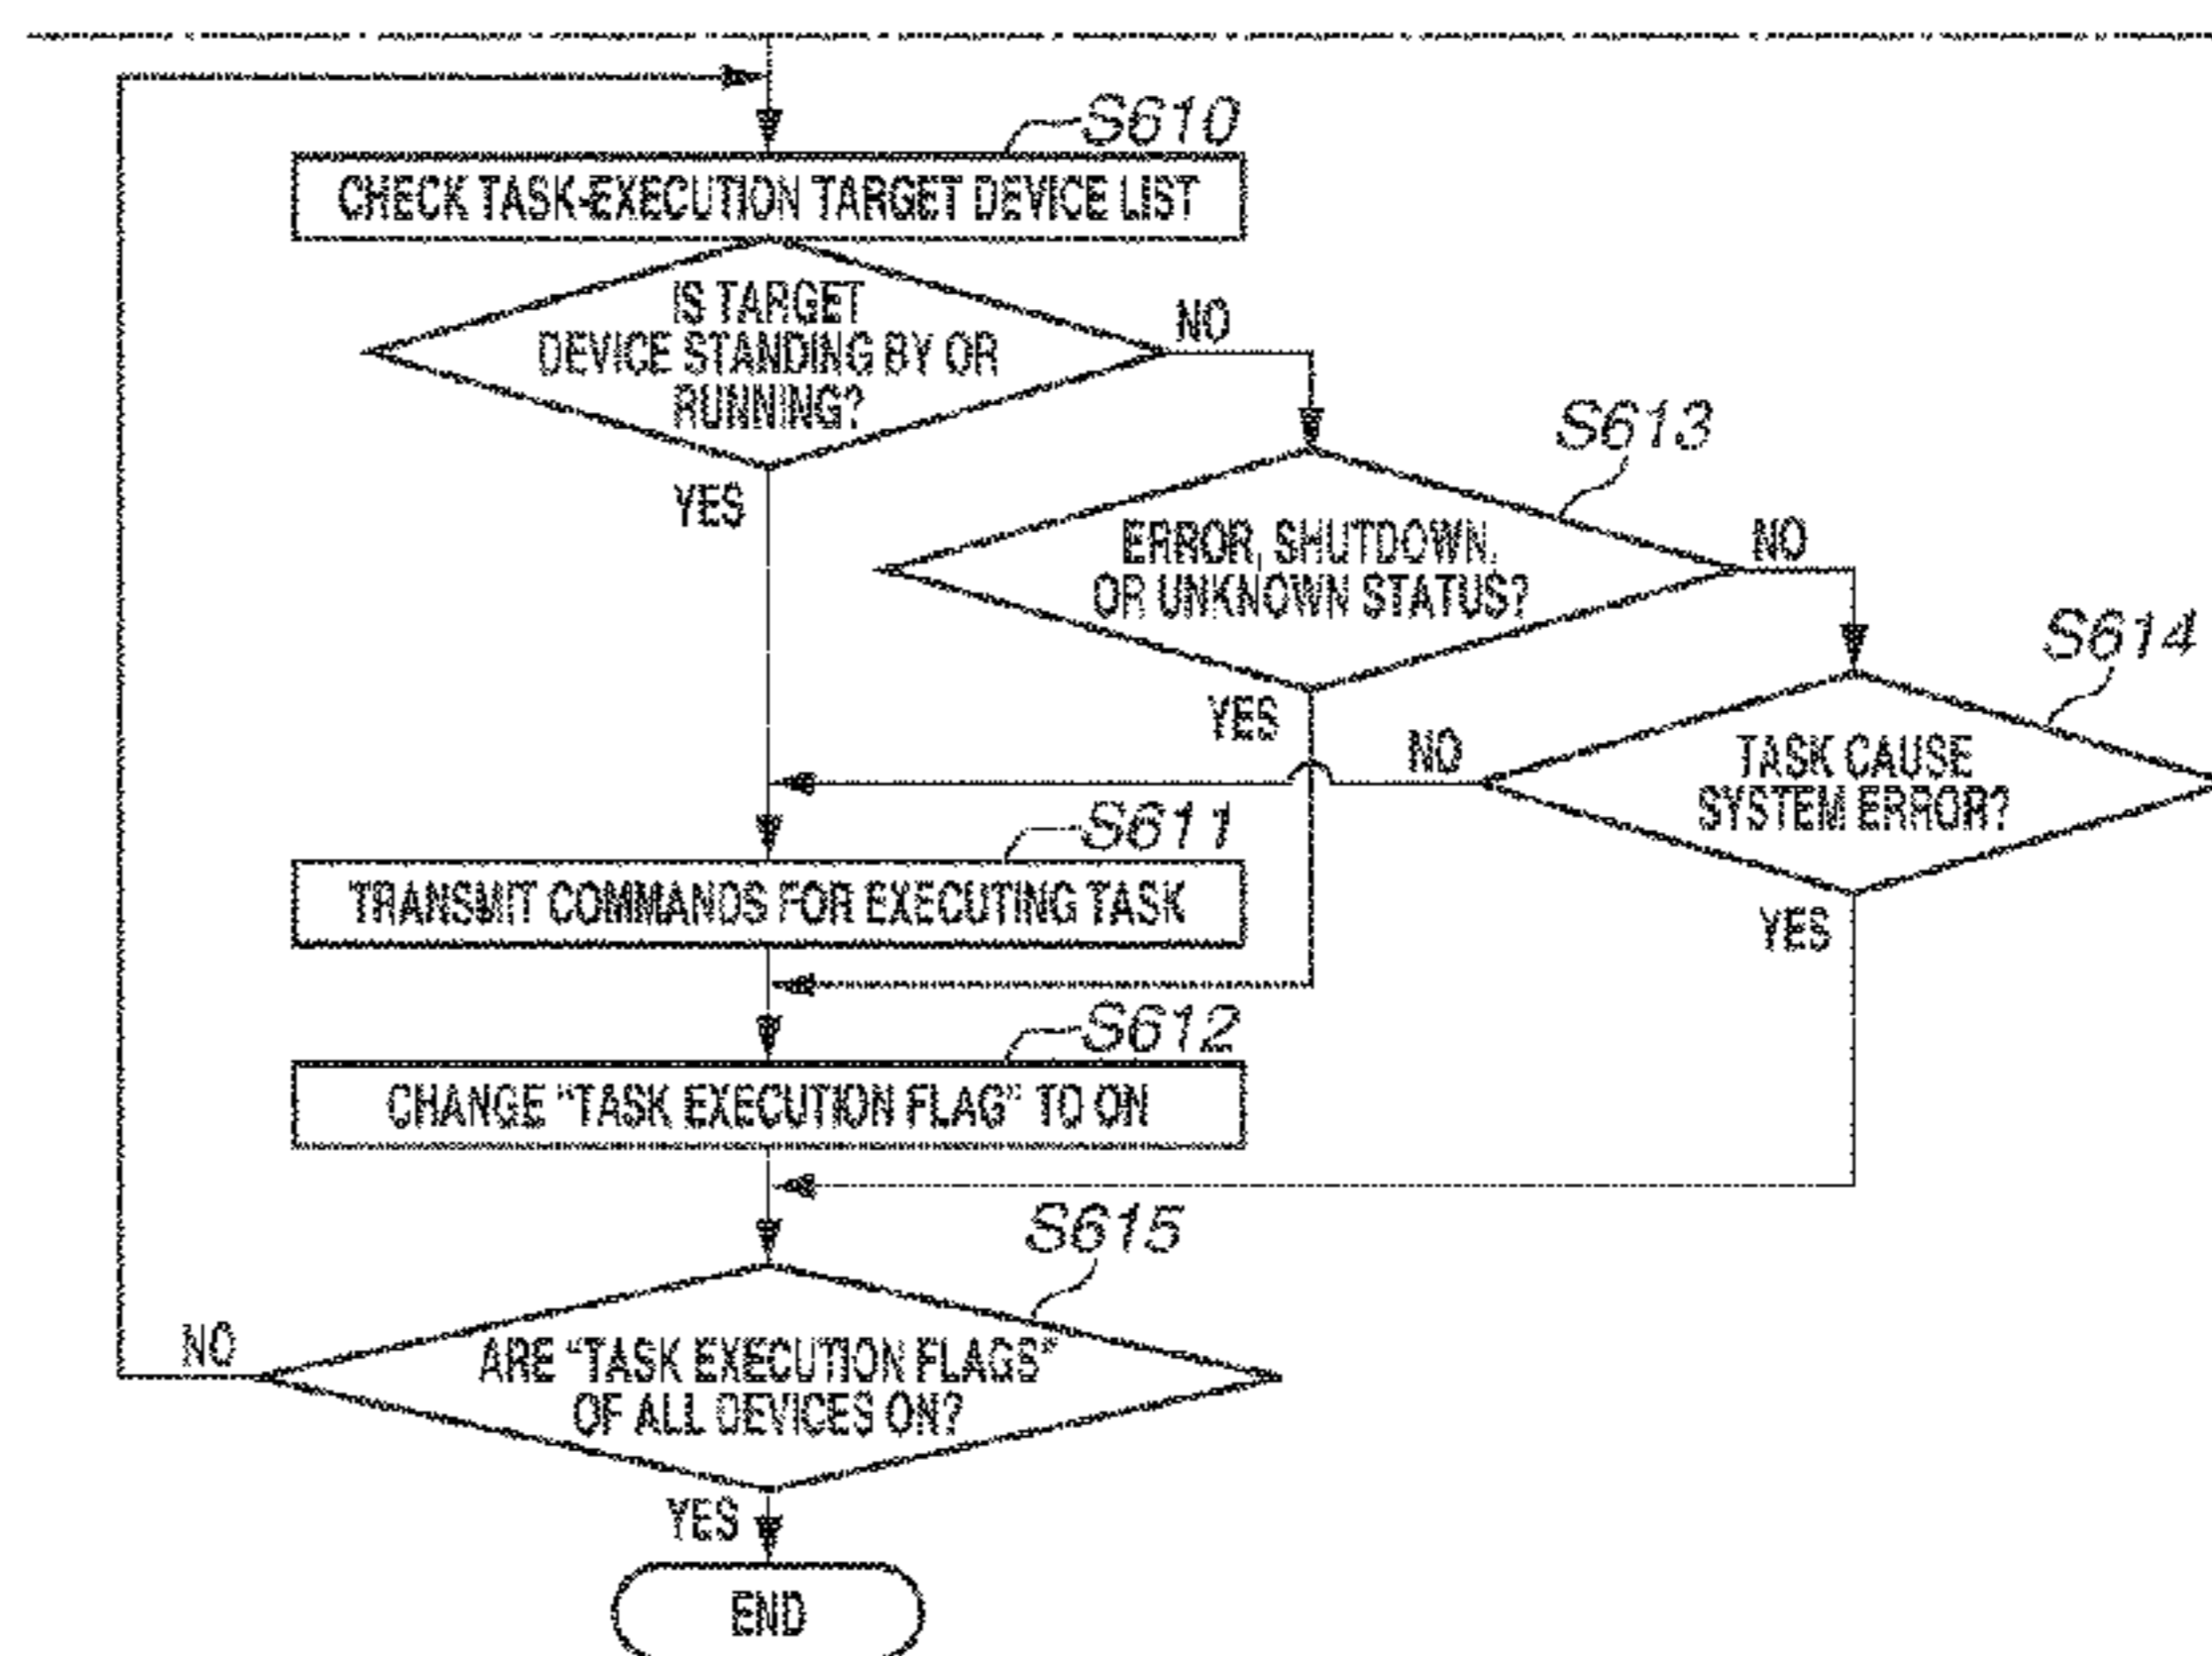 S610
CHECK TASK-EXECUTION TARGET DEVICE LIST
IS TARGET
DEVICE STANDING BY OR
RUNNING?
NO
YES
S613
ERROR, SHUTDOWN,
OR UNKNOWN STATUS?
NO
YES
S614
TASK CAUSE
SYSTEM ERROR?
NO
YES
S611
TRANSMIT COMMANDS FOR EXECUTING TASK
S612
CHANGE “TASK EXECUTION FLAG” TO ON
S615
ARE “TASK EXECUTION FLAGS”
OF ALL DEVICES ON?
NO
YES
END